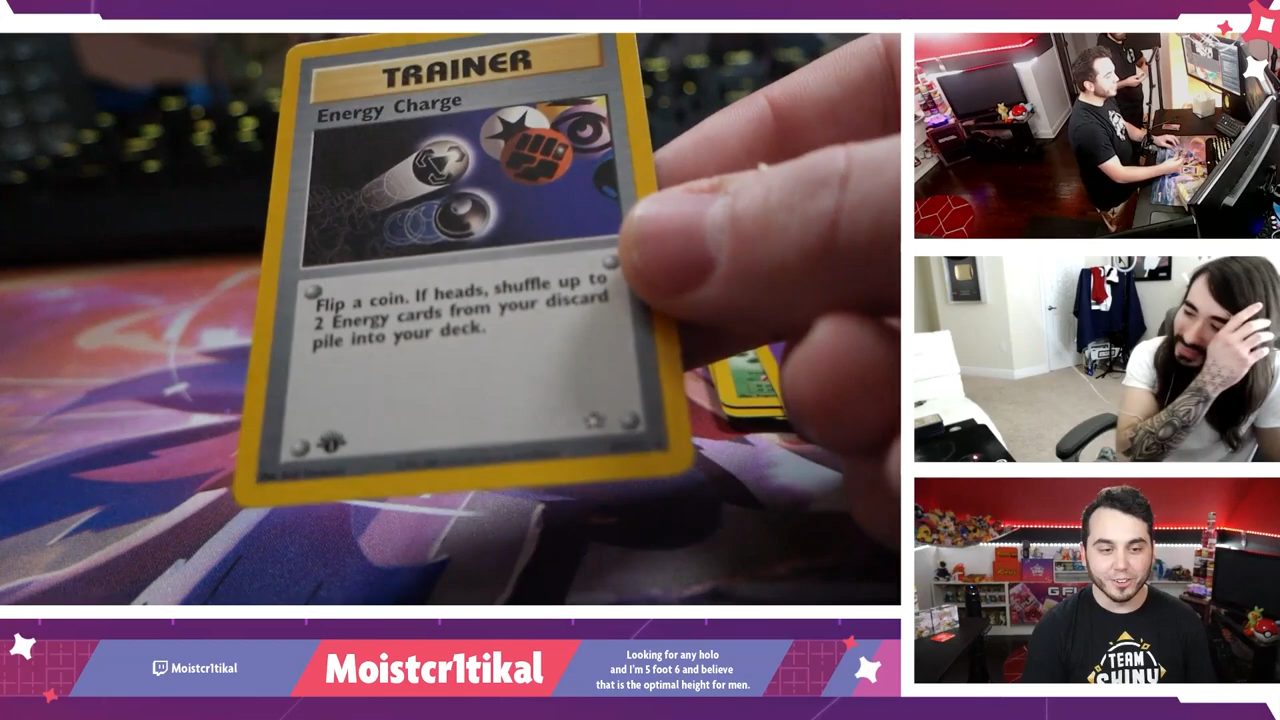 TRAINER
Energy Charge
Flip a coin. If heads, shuffle up to
2 Energy cards from your discard
pile into your deck.
1
TEAM
SHINY
Moistcr1tikal
Moistcr1tikal
Looking for any holo
and I'm 5 foot 6 and believe
that is the optimal height for men.